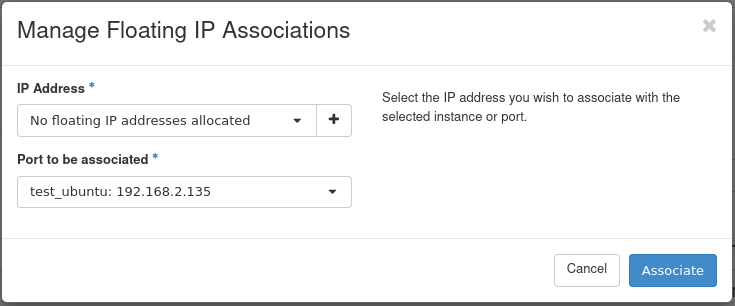 Manage Floating IP Associations
×
IP Address *
No floating IP addresses allocated
+
Select the IP address you wish to associate with the
selected instance or port.
Port to be associated *
test_ubuntu: 192.168.2.135
Cancel
Associate